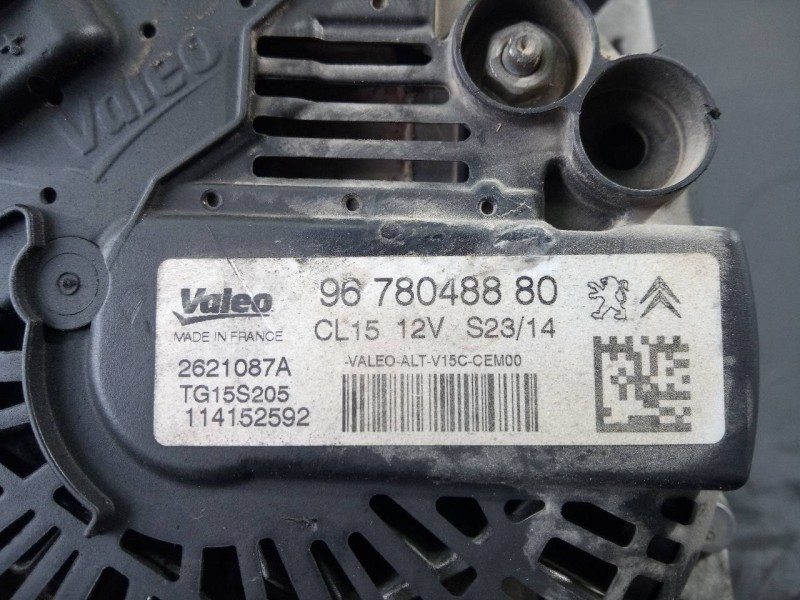 Valeo
Valeo
MADE IN FRANCE
2621087A
TG15S205
114152592
96 780488 80
CL15 12V S23/14
-VALEO-ALT-V15C-CEM00